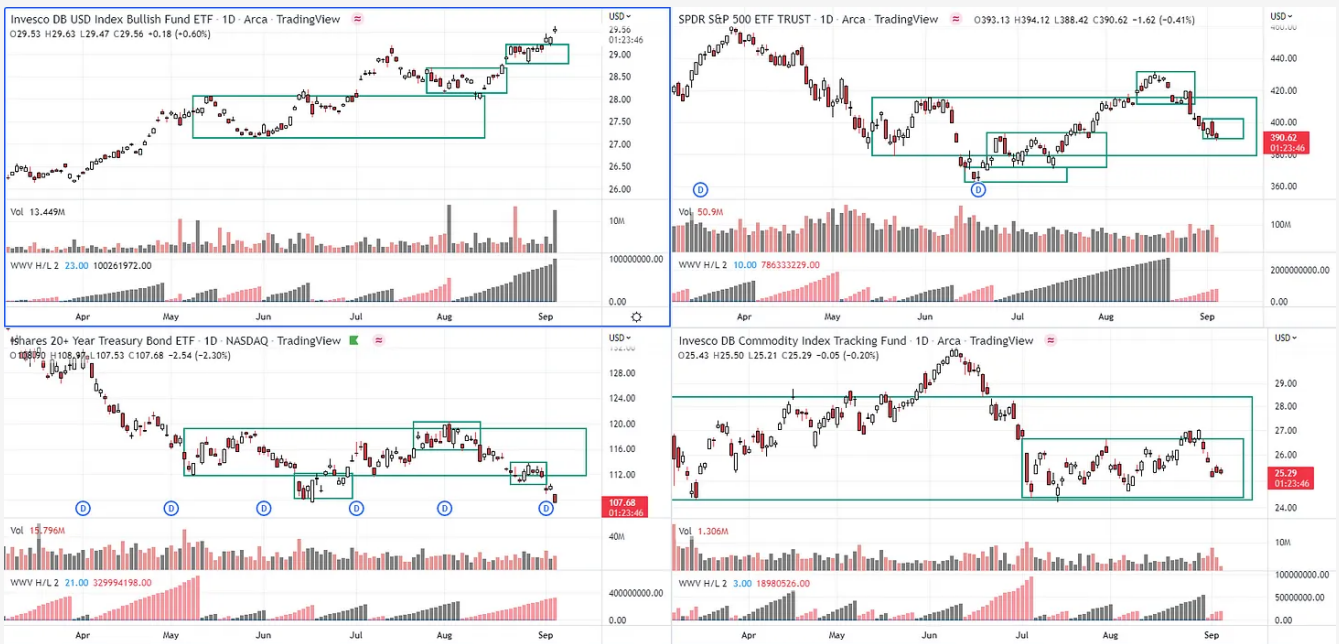 Invesco DB USD Index Bullish Fund ETF · 1D · Arca · TradingView ≈
O29.53 H29.63 L29.47 C29.56 +0.18 (+0.60%)
USD
29.56
01:23:46
29.00
28.50
28.00
27.50
27.00
26.50
26.00
Vol 13.449M
10M
WWV H/L 2 23.00 100261972.00
100000000.00
0.00
Apr May Jun Jul Aug Sep
SPDR S&P 500 ETF TRUST · 1D · Arca · TradingView ≈ O393.13 H394.12 L388.42 C390.62 −1.62 (−0.41%)
USD
460.00
440.00
420.00
400.00
390.62
01:23:46
380.00
360.00
D D
Vol 50.9M
100M
WWV H/L 2 10.00 786333229.00
2000000000.00
0.00
Apr May Jun Jul Aug Sep
iShares 20+ Year Treasury Bond ETF · 1D · NASDAQ · TradingView ≈
O108.90 H108.97 L107.53 C107.68 −2.54 (−2.30%)
USD
132.00
128.00
124.00
120.00
116.00
112.00
107.68
01:23:46
D D D D D D
Vol 15.796M
40M
WWV H/L 2 21.00 329994198.00
400000000.00
0.00
Apr May Jun Jul Aug Sep
Invesco DB Commodity Index Tracking Fund · 1D · Arca · TradingView ≈
O25.43 H25.50 L25.21 C25.29 −0.05 (−0.20%)
USD
29.00
28.00
27.00
26.00
25.29
01:23:46
24.00
Vol 1.306M
10M
WWV H/L 2 3.00 18980526.00
100000000.00
50000000.00
0.00
Apr May Jun Jul Aug Sep